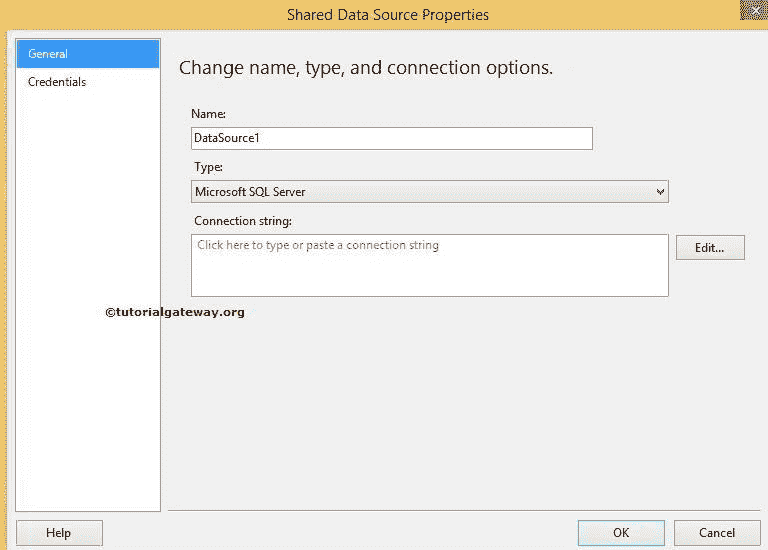 Shared Data Source Properties
General
Credentials
Change name, type, and connection options.
Name:
DataSource1
Type:
Microsoft SQL Server
Connection string:
Click here to type or paste a connection string
Edit...
©tutorialgateway.org
Help
OK
Cancel